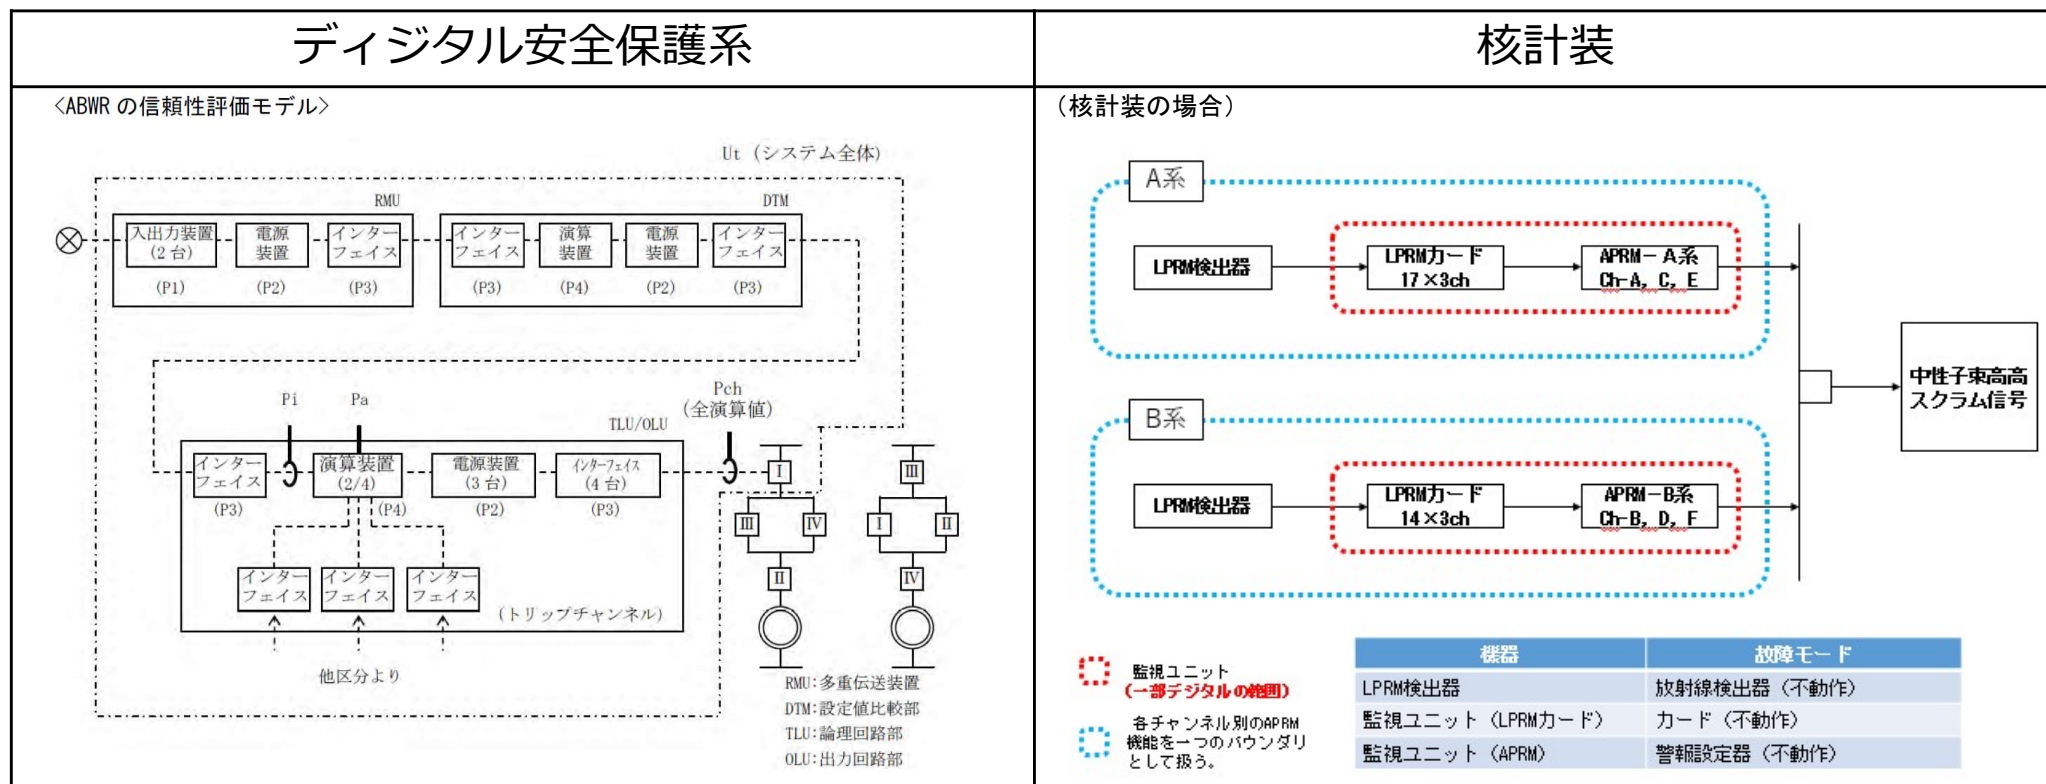 ディジタル安全保護系
<ABWR の信頼性評価モデル>
Ut (システム全体)
RMU
DTM
入出力装置
(2 台)
(P1)
電源
装置
(P2)
インター
フェイス
(P3)
インター
フェイス
(P3)
演算
装置
(P4)
電源
装置
(P2)
インター
フェイス
(P3)
Pi
Pa
Pch
(全演算値)
TLU/OLU
インター
フェイス
(P3)
演算装置
(2/4)
(P4)
電源装置
(3 台)
(P2)
インターフェイス
(4 台)
(P3)
インター
フェイス
インター
フェイス
インター
フェイス
(トリップチャンネル)
他区分より
I
III
IV
II
III
I
II
IV
RMU:多重伝送装置
DTM:設定値比較部
TLU:論理回路部
OLU:出力回路部
核計装
(核計装の場合)
A系
LPRM検出器
LPRMカード
17×3ch
APRM－A系
Ch-A, C, E
B系
LPRM検出器
LPRMカード
14×3ch
APRM－B系
Ch-B, D, F
中性子束高高
スクラム信号
監視ユニット
(一部デジタルの範囲)
各チャンネル別のAPRM
機能を一つのバウンダリ
として扱う。
機器
故障モード
LPRM検出器
放射線検出器（不動作）
監視ユニット（LPRMカード）
カード（不動作）
監視ユニット（APRM）
警報設定器（不動作）